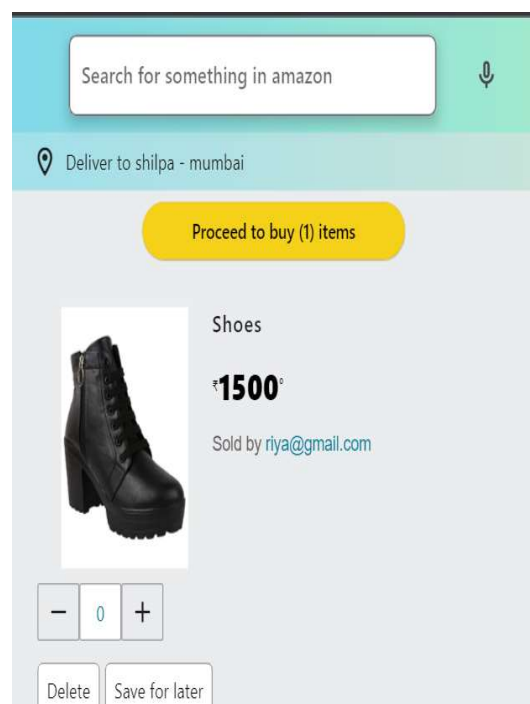 Search for something in amazon
Deliver to shilpa - mumbai
Proceed to buy (1) items
Shoes
₹1500⁰
Sold by riya@gmail.com
− 0 +
Delete Save for later